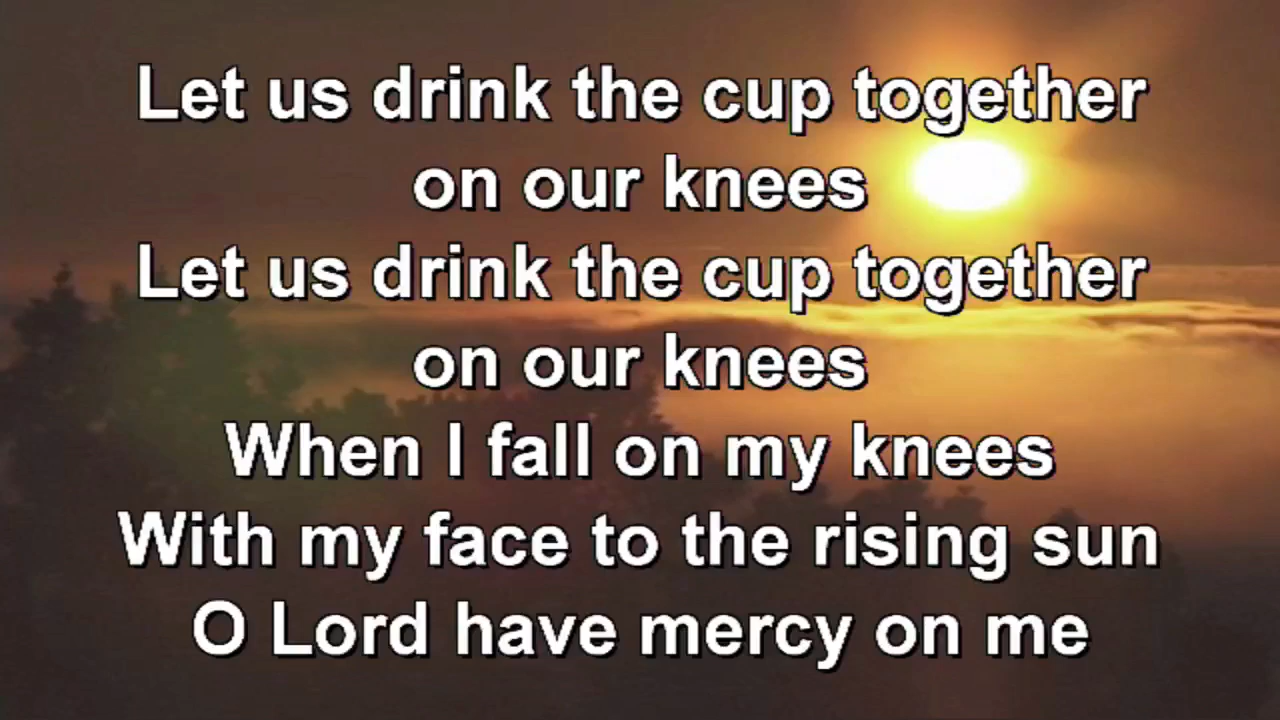 Let us drink the cup together
on our knees
Let us drink the cup together
on our knees
When I fall on my knees
With my face to the rising sun
O Lord have mercy on me